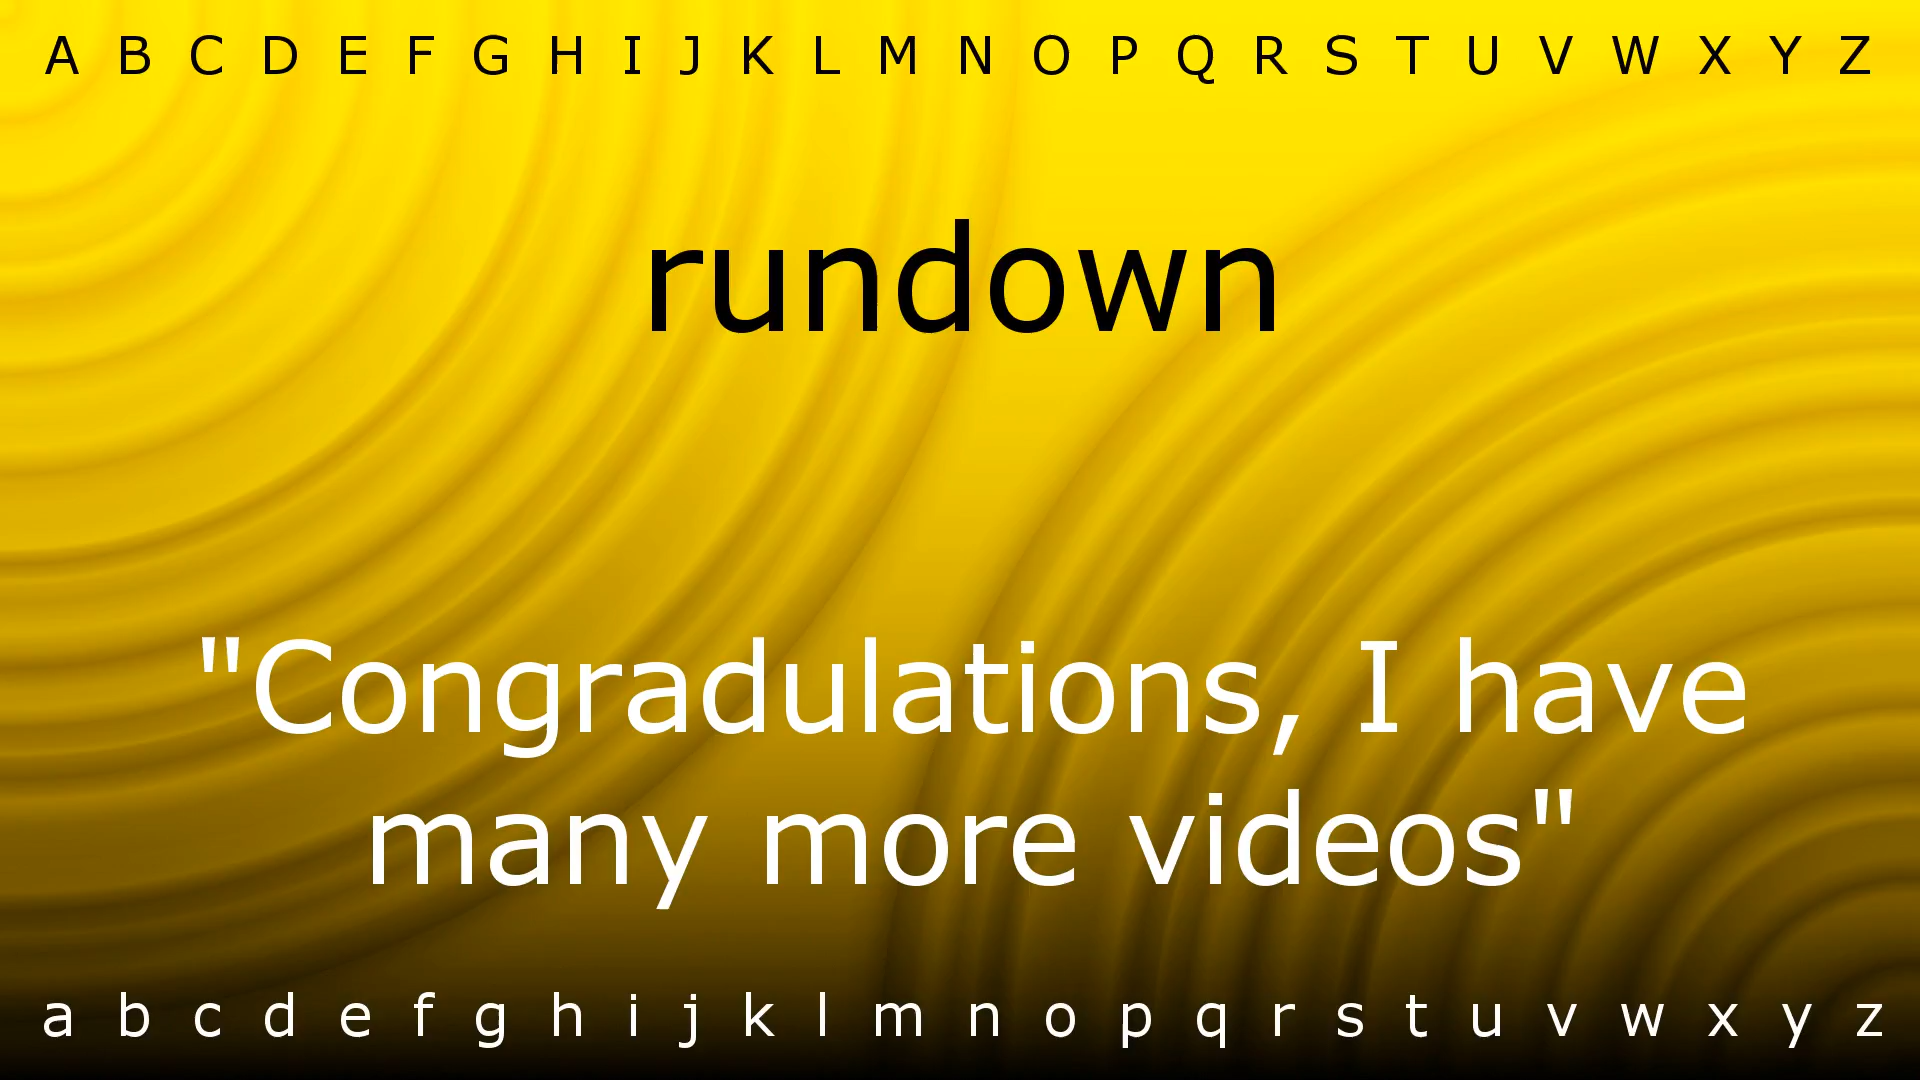 A B C D E F G H I J K L M N O P Q R S T U V W X Y Z
rundown
"Congradulations, I have
many more videos"
a b c d e f g h i j k l m n o p q r s t u v w x y z